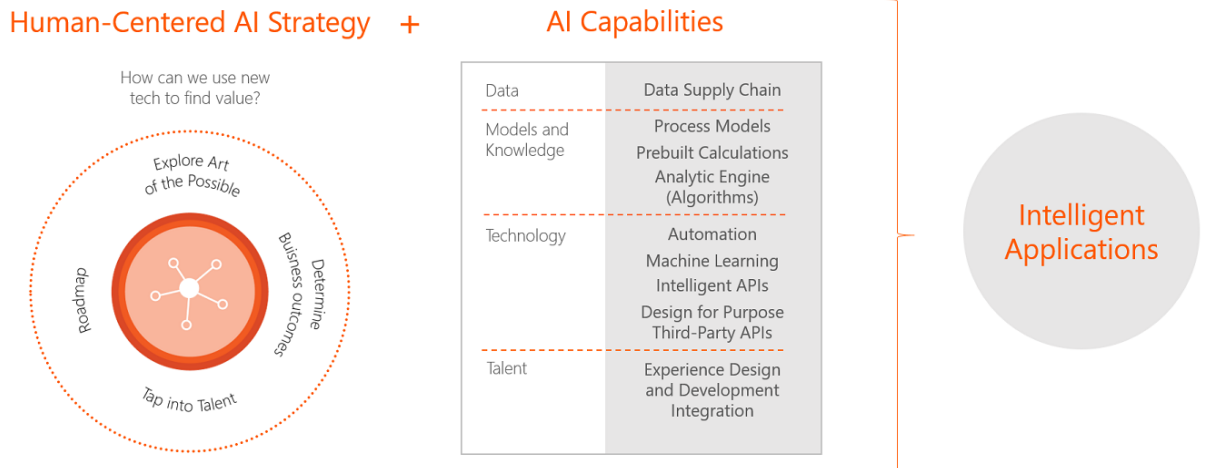 Human-Centered AI Strategy + AI Capabilities
How can we use new
tech to find value?
Explore Art
of the Possible
Determine
Buisness outcomes
Tap into Talent
Roadmap
Data
Data Supply Chain
Models and
Knowledge
Process Models
Prebuilt Calculations
Analytic Engine
(Algorithms)
Technology
Automation
Machine Learning
Intelligent APIs
Design for Purpose
Third-Party APIs
Talent
Experience Design
and Development
Integration
Intelligent
Applications